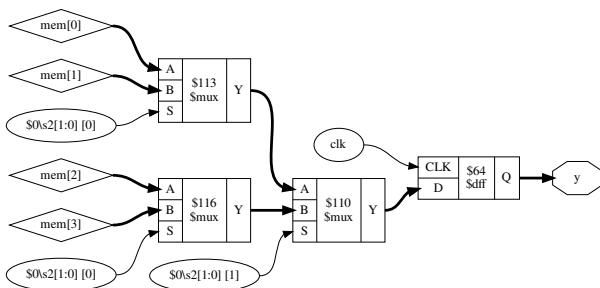 mem[0]
mem[1]
$0\s2[1:0] [0]
A
B
S
$113
$mux
Y
mem[2]
mem[3]
$0\s2[1:0] [0]
A
B
S
$116
$mux
Y
$0\s2[1:0] [1]
A
B
S
$110
$mux
Y
clk
CLK
D
$64
$dff
Q
y